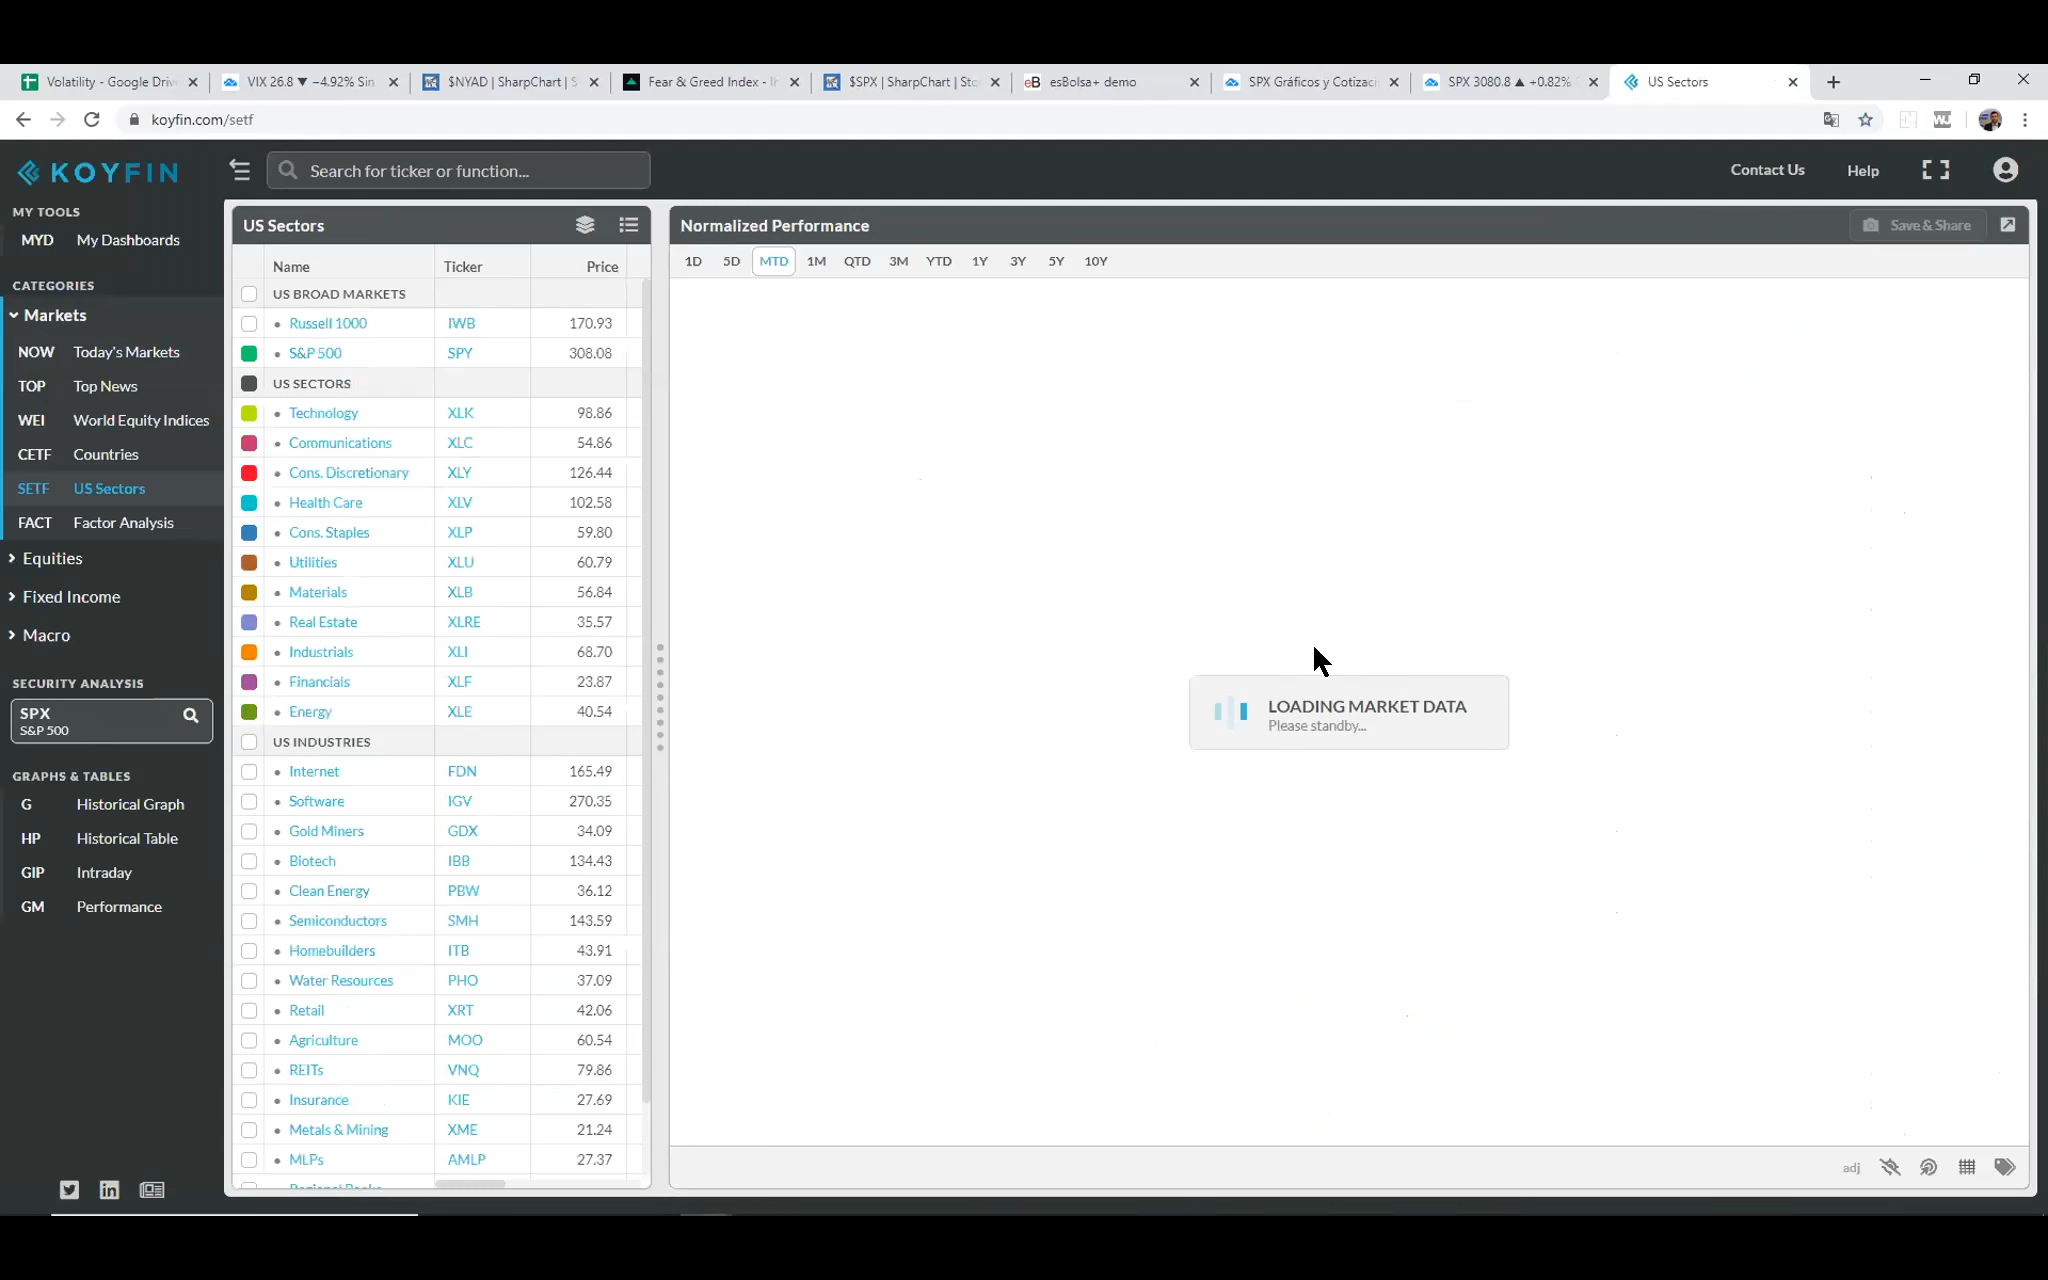 Volatility - Google Driv
VIX 26.8 ▼ −4.92% Sin
$NYAD | SharpChart | S
Fear & Greed Index - In
$SPX | SharpChart | Sto
eB esBolsa+ demo
SPX Gráficos y Cotizaci
SPX 3080.8 ▲ +0.82%
US Sectors
koyfin.com/setf
KOYFIN
Search for ticker or function...
Contact Us
Help
MY TOOLS
MYD My Dashboards
CATEGORIES
Markets
NOW Today's Markets
TOP Top News
WEI World Equity Indices
CETF Countries
SETF US Sectors
FACT Factor Analysis
Equities
Fixed Income
Macro
SECURITY ANALYSIS
SPX
S&P 500
GRAPHS & TABLES
G Historical Graph
HP Historical Table
GIP Intraday
GM Performance
US Sectors
Name Ticker Price
US BROAD MARKETS
Russell 1000 IWB 170.93
S&P 500 SPY 308.08
US SECTORS
Technology XLK 98.86
Communications XLC 54.86
Cons. Discretionary XLY 126.44
Health Care XLV 102.58
Cons. Staples XLP 59.80
Utilities XLU 60.79
Materials XLB 56.84
Real Estate XLRE 35.57
Industrials XLI 68.70
Financials XLF 23.87
Energy XLE 40.54
US INDUSTRIES
Internet FDN 165.49
Software IGV 270.35
Gold Miners GDX 34.09
Biotech IBB 134.43
Clean Energy PBW 36.12
Semiconductors SMH 143.59
Homebuilders ITB 43.91
Water Resources PHO 37.09
Retail XRT 42.06
Agriculture MOO 60.54
REITs VNQ 79.86
Insurance KIE 27.69
Metals & Mining XME 21.24
MLPs AMLP 27.37
Normalized Performance
Save & Share
1D 5D MTD 1M QTD 3M YTD 1Y 3Y 5Y 10Y
LOADING MARKET DATA
Please standby...
adj